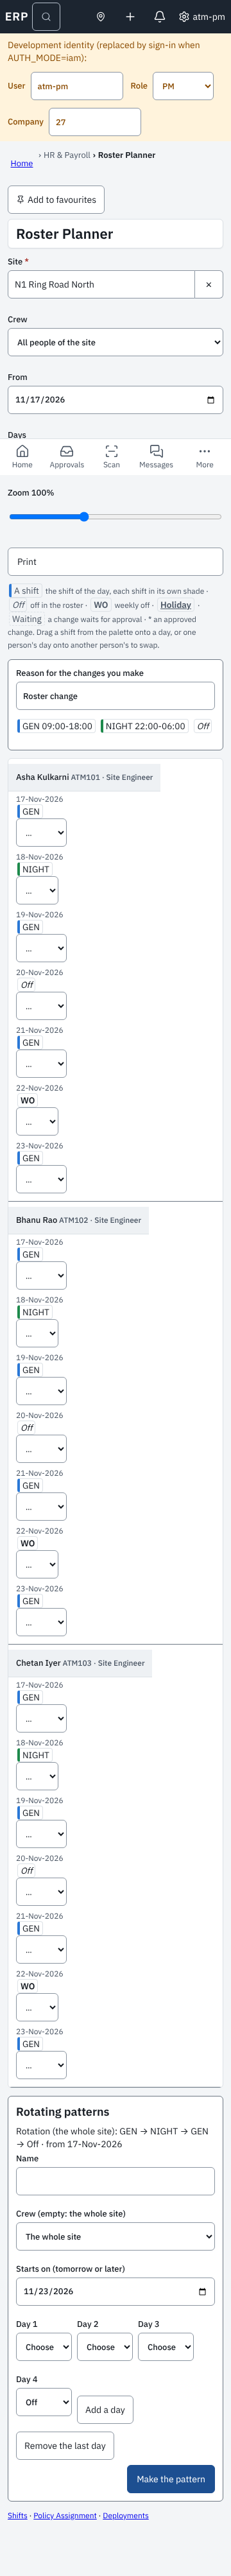 ERP atm-pm
Development identity (replaced by sign-in when
AUTH_MODE=iam):
User atm-pm Role PM
Company 27
Home › HR & Payroll › Roster Planner
Add to favourites
Roster Planner
Site *
N1 Ring Road North ×
Crew
All people of the site
From
11/17/2026
Days
Home Approvals Scan Messages More
Zoom 100%
Print
A shift the shift of the day, each shift in its own shade ·
Off off in the roster · WO weekly off · Holiday ·
Waiting a change waits for approval · * an approved
change. Drag a shift from the palette onto a day, or one
person's day onto another person's to swap.
Reason for the changes you make
Roster change
GEN 09:00-18:00 NIGHT 22:00-06:00 Off
Asha Kulkarni ATM101 · Site Engineer
17-Nov-2026
GEN
...
18-Nov-2026
NIGHT
...
19-Nov-2026
GEN
...
20-Nov-2026
Off
...
21-Nov-2026
GEN
...
22-Nov-2026
WO
...
23-Nov-2026
GEN
...
Bhanu Rao ATM102 · Site Engineer
17-Nov-2026
GEN
...
18-Nov-2026
NIGHT
...
19-Nov-2026
GEN
...
20-Nov-2026
Off
...
21-Nov-2026
GEN
...
22-Nov-2026
WO
...
23-Nov-2026
GEN
...
Chetan Iyer ATM103 · Site Engineer
17-Nov-2026
GEN
...
18-Nov-2026
NIGHT
...
19-Nov-2026
GEN
...
20-Nov-2026
Off
...
21-Nov-2026
GEN
...
22-Nov-2026
WO
...
23-Nov-2026
GEN
...
Rotating patterns
Rotation (the whole site): GEN → NIGHT → GEN
→ Off · from 17-Nov-2026
Name
Crew (empty: the whole site)
The whole site
Starts on (tomorrow or later)
11/23/2026
Day 1 Day 2 Day 3
Choose Choose Choose
Day 4
Off Add a day
Remove the last day
Make the pattern
Shifts · Policy Assignment · Deployments